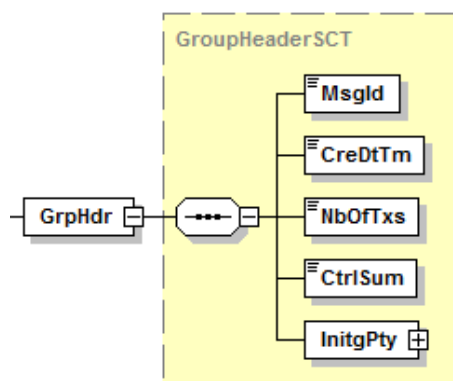 GroupHeaderSCT
MsgId
CreDtTm
GrpHdr
NbOfTxs
CtrlSum
InitgPty